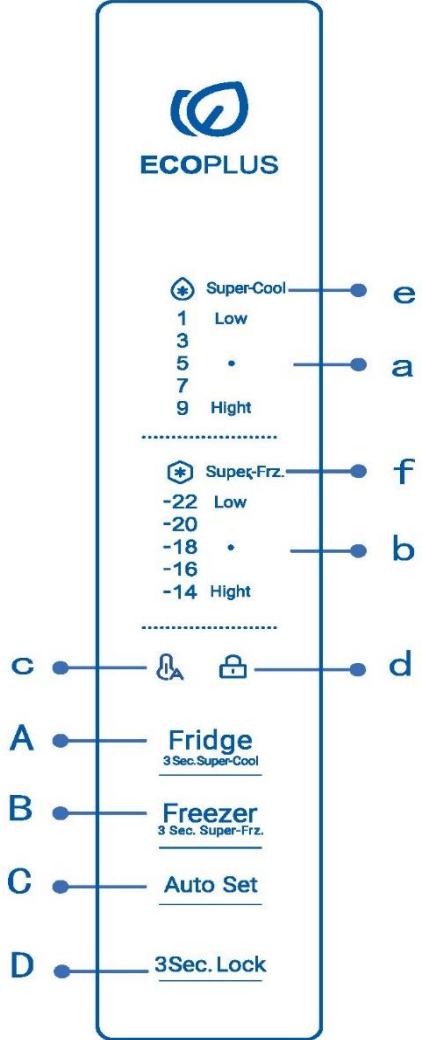 ECOPLUS
Super-Cool e
1 Low
3
5 a
7
9 Hight
Super-Frz. f
-22 Low
-20
-18 b
-16
-14 Hight
c A d
A Fridge
3 Sec.Super-Cool
B Freezer
3 Sec. Super-Frz.
C Auto Set
D 3Sec. Lock